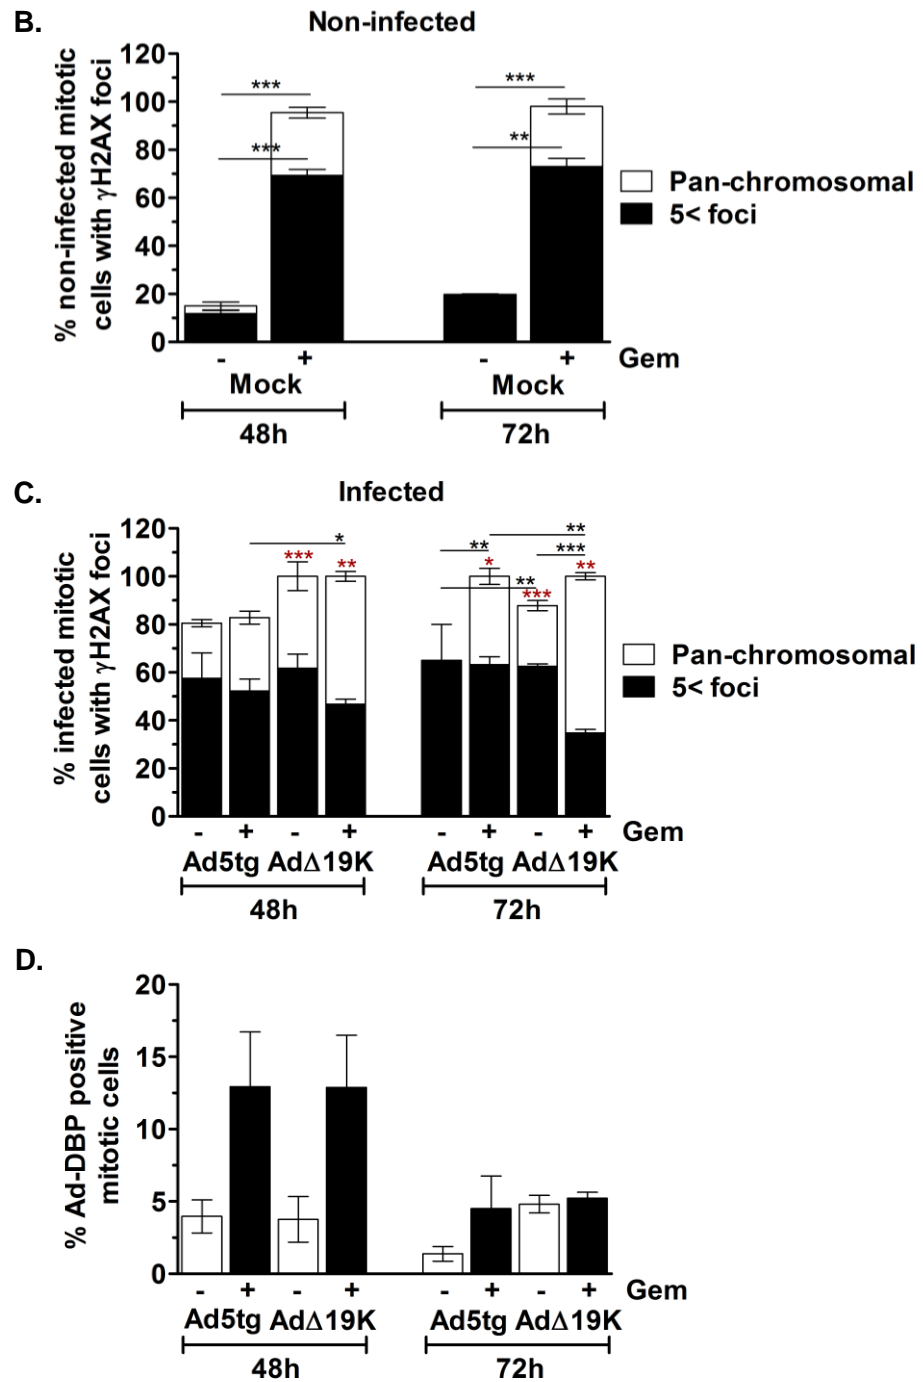 B.
Non-infected
% non-infected mitotic
cells with γH2AX foci
120
100
80
60
40
20
0
***
***
***
**
Pan-chromosomal
5< foci
- + - + Gem
Mock Mock
48h 72h
C.
Infected
% infected mitotic
cells with γH2AX foci
120
100
80
60
40
20
0
*
***
**
**
**
***
*
**
**
***
Pan-chromosomal
5< foci
- + - + - + - + Gem
Ad5tg AdΔ19K Ad5tg AdΔ19K
48h 72h
D.
% Ad-DBP positive
mitotic cells
20
15
10
5
0
- + - + - + - + Gem
Ad5tg AdΔ19K Ad5tg AdΔ19K
48h 72h